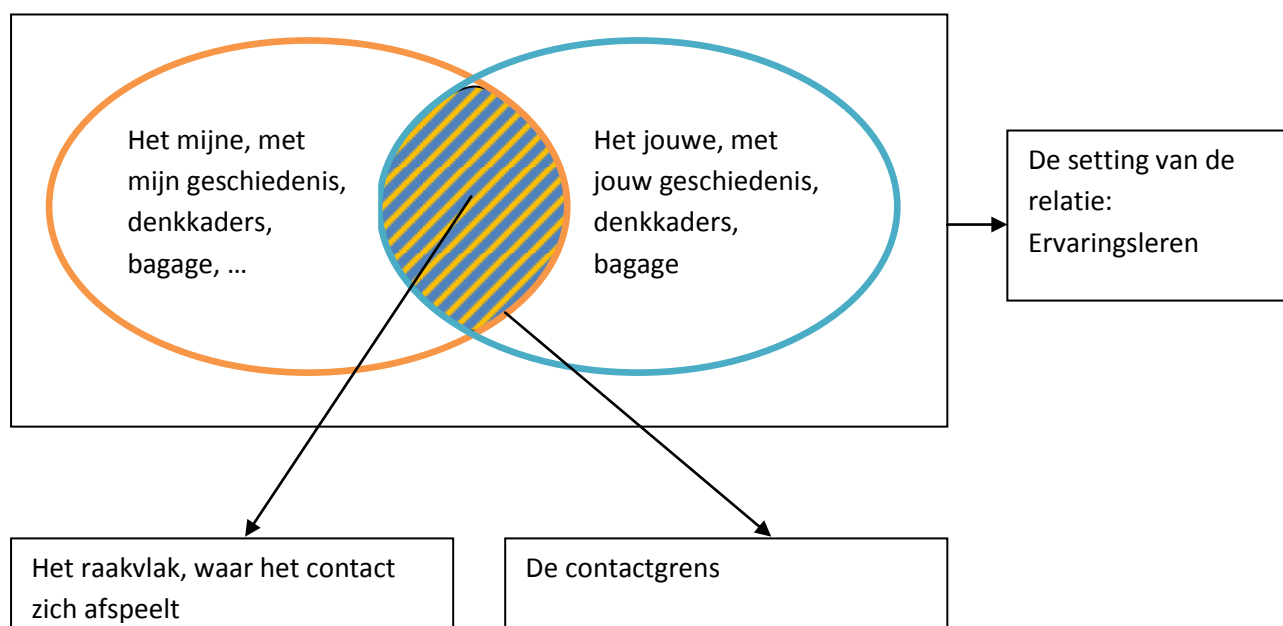 Het mijne, met
mijn geschiedenis,
denkkaders,
bagage, …
Het jouwe, met
jouw geschiedenis,
denkkaders,
bagage
De setting van de
relatie:
Ervaringsleren
Het raakvlak, waar het contact
zich afspeelt
De contactgrens